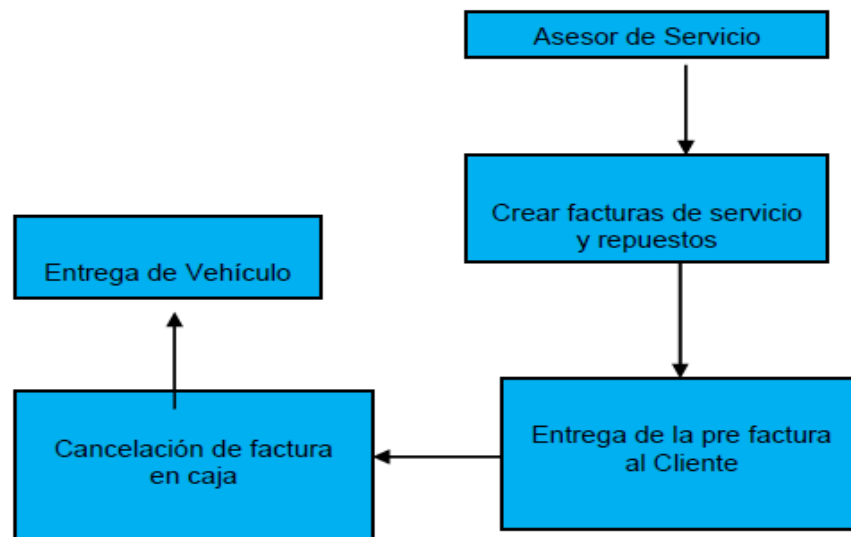 Asesor de Servicio
Crear facturas de servicio
y repuestos
Entrega de Vehículo
Entrega de la pre factura
al Cliente
Cancelación de factura
en caja